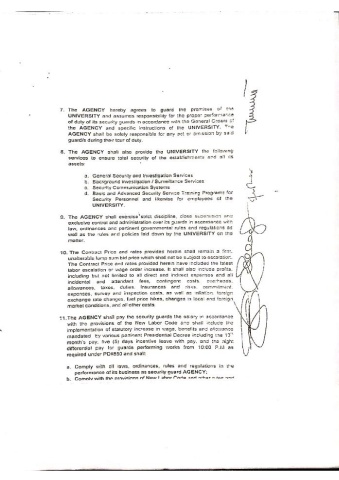 7. The AGENCY hereby agrees to guard the premises of the
UNIVERSITY and assumes responsibility for the proper performance
of duty of its security guards in accordance with the General Orders of
the AGENCY and specific instructions of the UNIVERSITY. The
AGENCY shall be solely responsible for any act or omission by said
guards during their tour of duty.
8. The AGENCY shall also provide the UNIVERSITY the following
services to ensure total security of the establishments and all its
assets:
a. General Security and Investigation Services
b. Background Investigation / Surveillance Services
c. Security Communication Systems
d. Basic and Advanced Security Service Training Programs for
Security Personnel and likewise for employees of the
UNIVERSITY.
9. The AGENCY shall exercise strict discipline, close supervision and
exclusive control and administration over its guards in accordance with
law, ordinances and pertinent governmental rules and regulations as
well as the rules and policies laid down by the UNIVERSITY on the
matter.
10. The Contract Price and rates provided herein shall remain a firm,
unalterable lump sum bid price which shall not be subject to escalation.
The Contract Price and rates provided herein have includes the latest
labor escalation or wage order increase. It shall also include profits,
including but not limited to all direct and indirect expenses and all
incidental and attendant fees, contingent costs, overheads,
allowances, taxes, duties, insurances and risks, commitment,
expenses, survey and inspection costs, as well as inflation, foreign
exchange rate changes, fuel price hikes, changes in local and foreign
market conditions, and all other costs.
11. The AGENCY shall pay the security guards the salary in accordance
with the provisions of the New Labor Code and shall include the
implementation of statutory increase in wage, benefits and allowance
mandated by various pertinent Presidential Decree including the 13th
month's pay, five (5) days incentive leave with pay, and the night
differential pay for guards performing works from 10:00 P.M as
required under PD#850 and shall:
a. Comply with all laws, ordinances, rules and regulations in the
performance of its business as security guard AGENCY;
b. Comply with the provisions of New Labor Code and other rules and